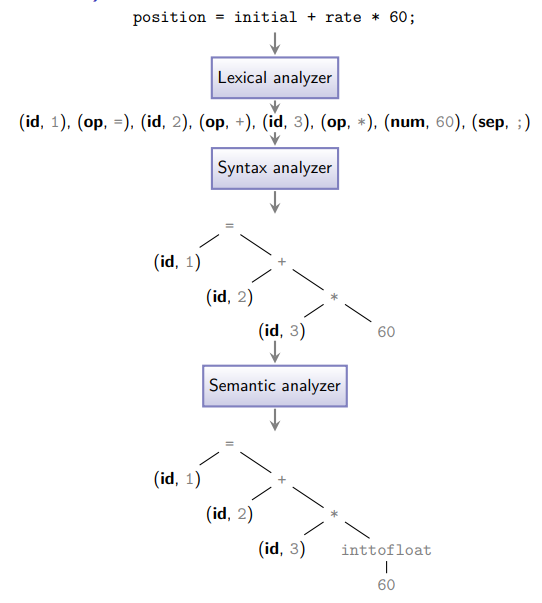 position = initial + rate * 60;
Lexical analyzer
(id, 1), (op, =), (id, 2), (op, +), (id, 3), (op, *), (num, 60), (sep, ;)
Syntax analyzer
=
(id, 1) +
(id, 2) *
(id, 3) 60
Semantic analyzer
=
(id, 1) +
(id, 2) *
(id, 3) inttofloat
60